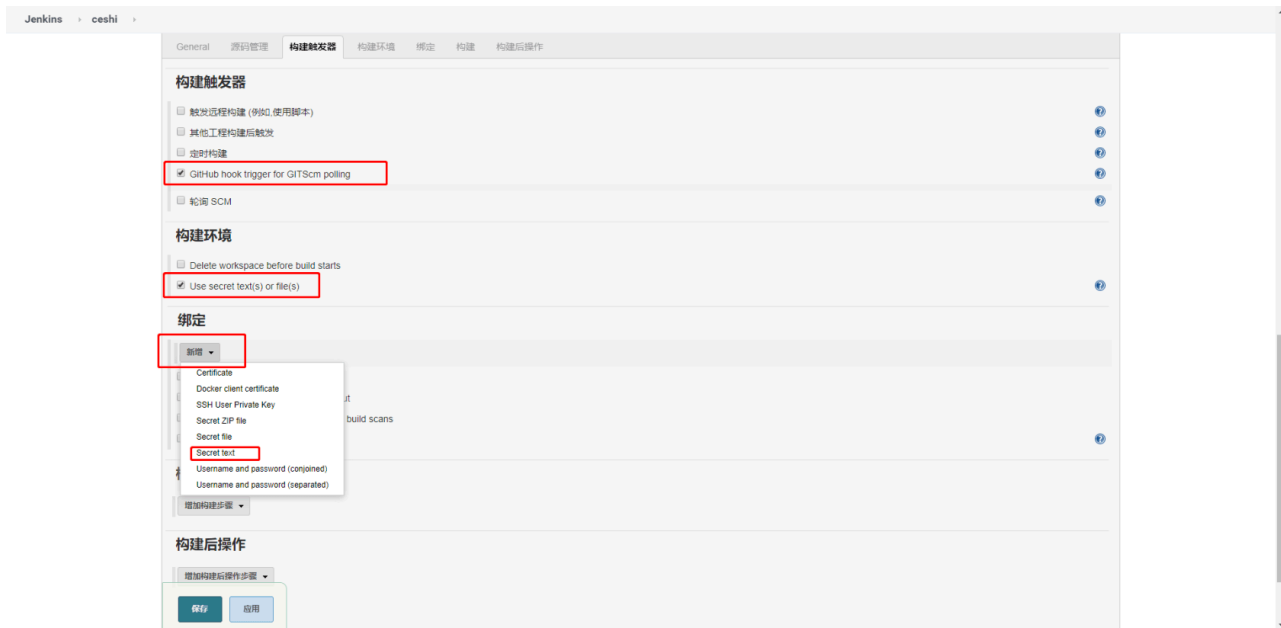 Jenkins › ceshi ›
General 源码管理 构建触发器 构建环境 绑定 构建 构建后操作
构建触发器
触发远程构建 (例如,使用脚本)
其他工程构建后触发
定时构建
GitHub hook trigger for GITScm polling
轮询 SCM
构建环境
Delete workspace before build starts
Use secret text(s) or file(s)
绑定
新增
Certificate
Docker client certificate
SSH User Private Key
Secret ZIP file
build scans
Secret file
Secret text
Username and password (conjoined)
Username and password (separated)
增加构建步骤
构建后操作
增加构建后操作步骤
保存 应用